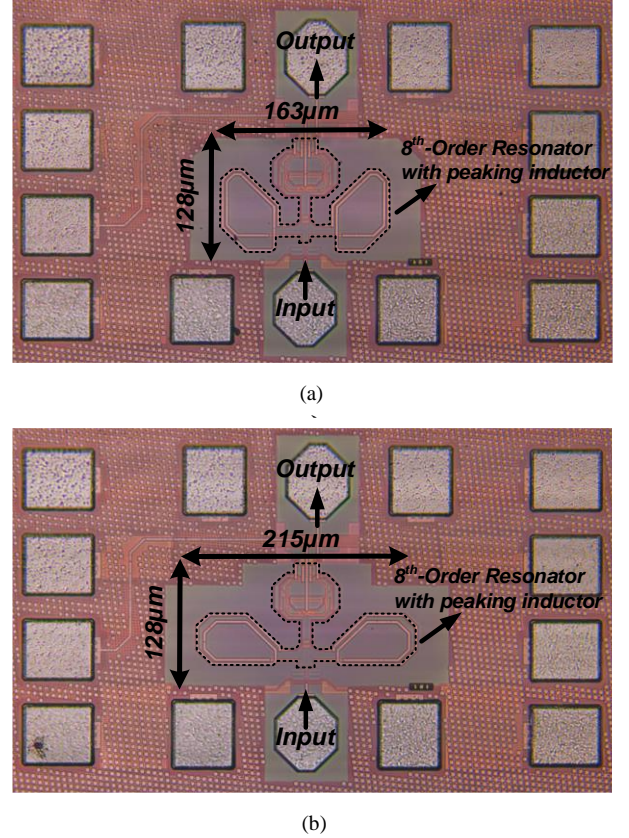 Output
163µm
128µm
8th-Order Resonator
with peaking inductor
Input
(a)
Output
215µm
128µm
8th-Order Resonator
with peaking inductor
Input
(b)